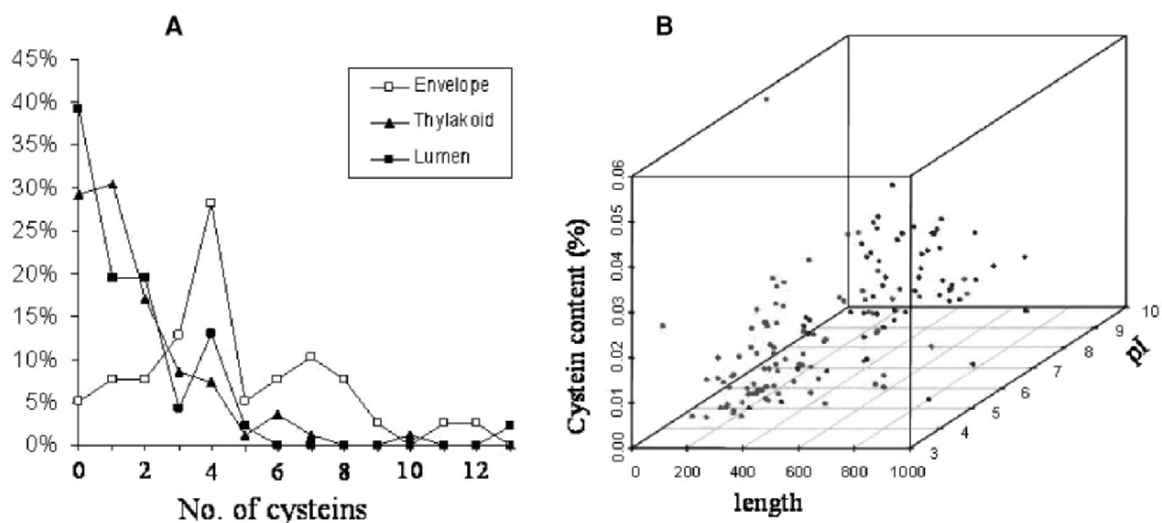 A
45%
40%
35%
30%
25%
20%
15%
10%
5%
0%
Envelope
Thylakoid
Lumen
0 2 4 6 8 10 12
No. of cysteins
B
Cystein content (%)
0.06
0.05
0.04
0.03
0.02
0.01
0.00
0 200 400 600 800 1000
length
3 4 5 6 7 8 9 10
pI